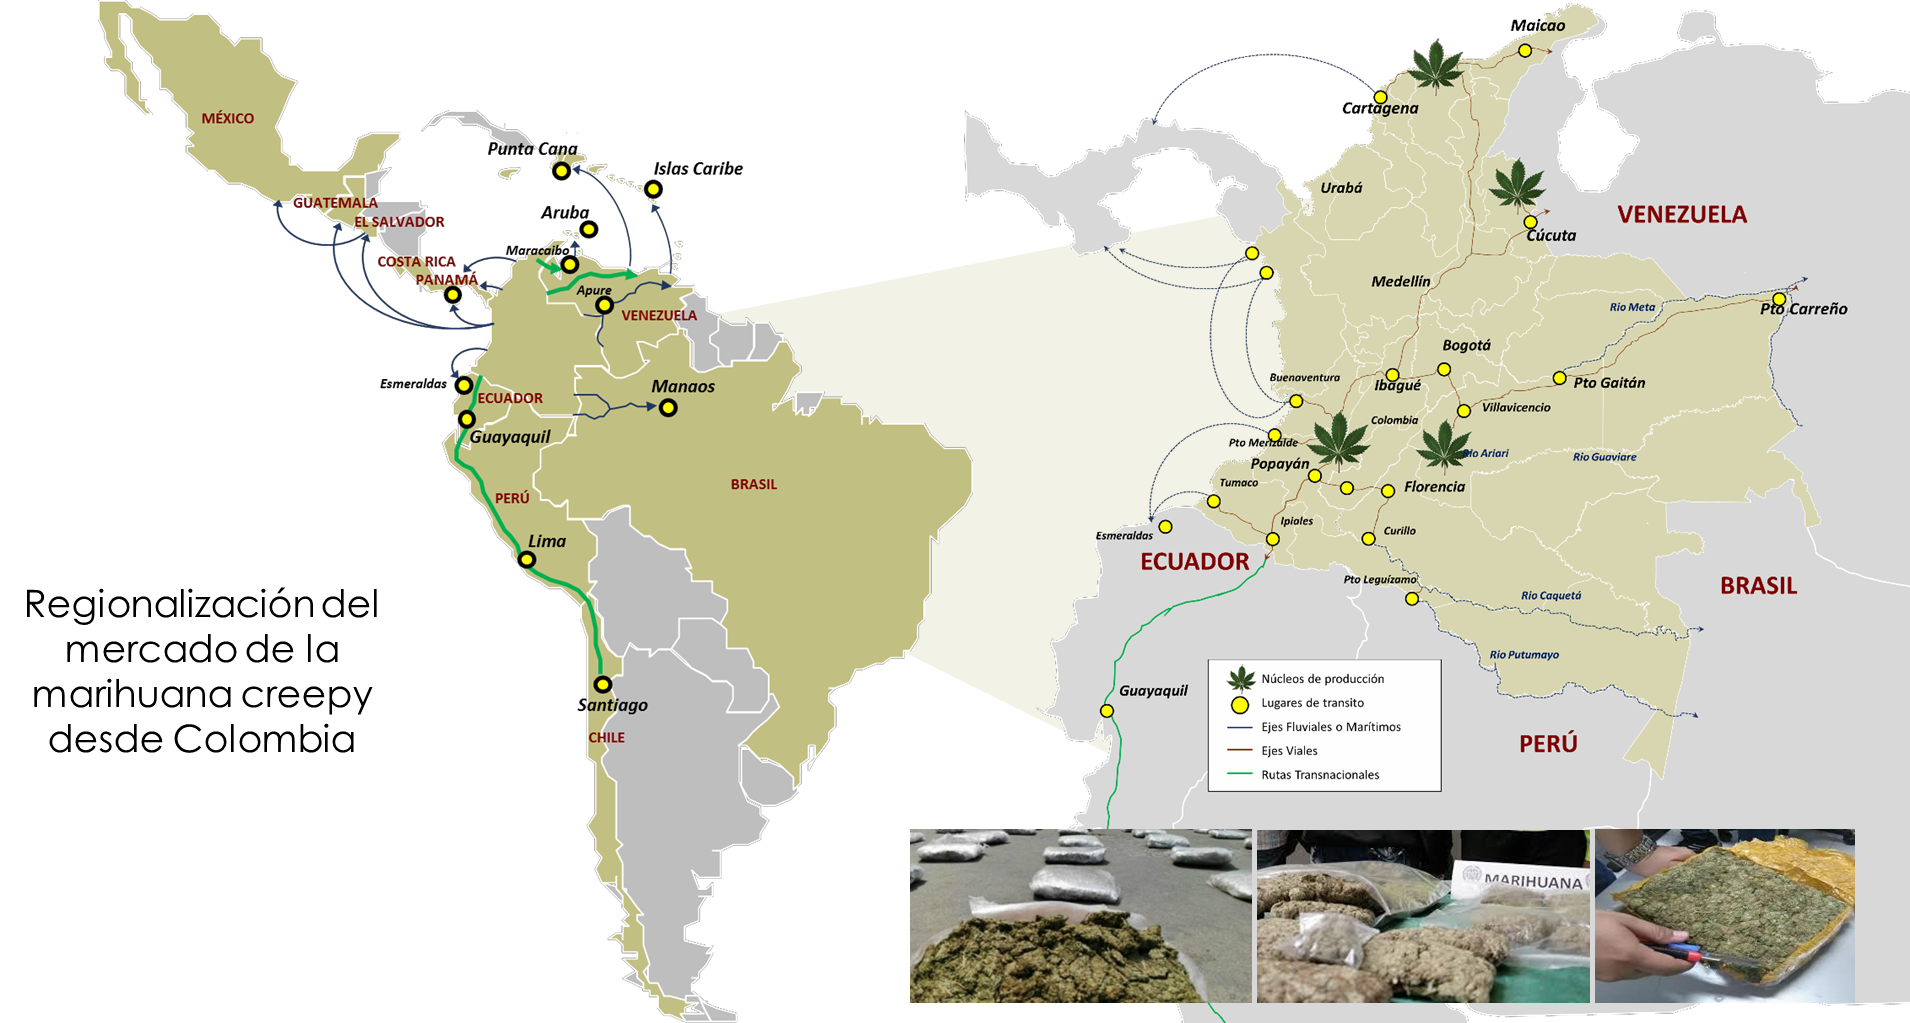 Regionalización del
mercado de la
marihuana creepy
desde Colombia
MÉXICO
GUATEMALA
EL SALVADOR
COSTA RICA
PANAMÁ
Punta Cana
Islas Caribe
Aruba
Maracaibo
Apure
VENEZUELA
Esmeraldas
ECUADOR
Guayaquil
Manaos
BRASIL
PERÚ
Lima
Santiago
CHILE
Maicao
Cartagena
Urabá
VENEZUELA
Cúcuta
Medellín
Rio Meta
Pto Carreño
Bogotá
Buenaventura
Ibagué
Pto Gaitán
Villavicencio
Colombia
Pto Merizalde
Rio Ariari
Rio Guaviare
Popayán
Tumaco
Florencia
Ipiales
Curillo
Esmeraldas
ECUADOR
Pto Leguízamo
Rio Caquetá
BRASIL
Rio Putumayo
Guayaquil
PERÚ
Núcleos de producción
Lugares de transito
Ejes Fluviales o Marítimos
Ejes Viales
Rutas Transnacionales
MARIHUANA